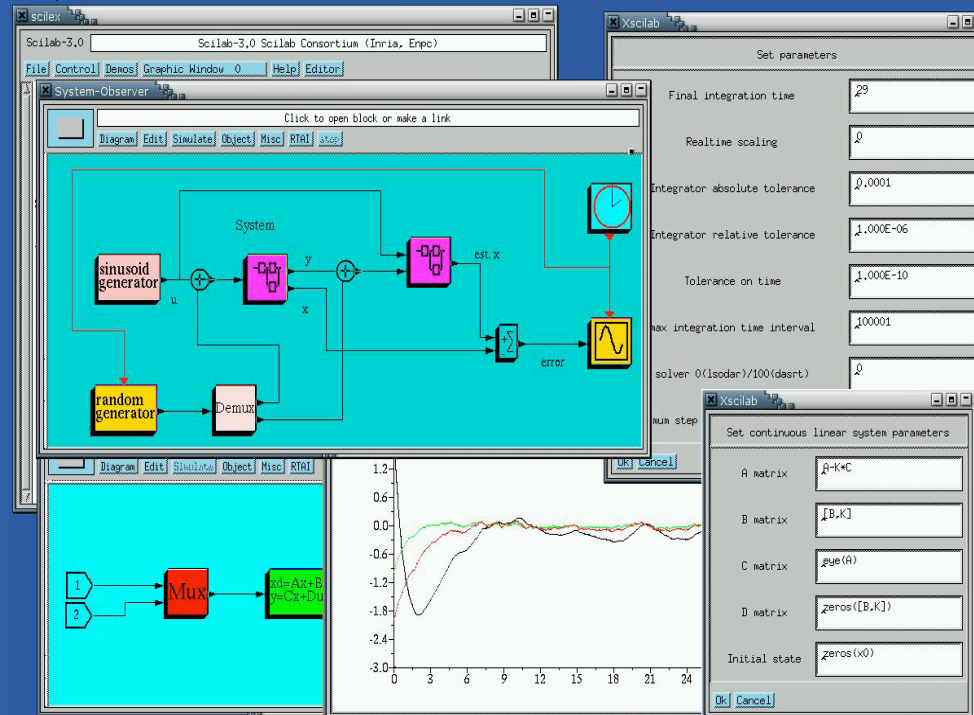 scilex
Scilab-3.0
Scilab-3.0 Scilab Consortium (Inria, Enpc)
File Control Demos Graphic Window 0 Help Editor
System-Observer
Click to open block or make a link
Diagram Edit Simulate Object Misc RTAI stop
System
sinusoid
generator
u
y
x
est. x
+
-
Σ
error
random
generator
Demux
Diagram Edit Simulate Object Misc RTAI
1
2
Mux
xd=Ax+B
y=Cx+Du
1.2
0.6
0.0
-0.6
-1.2
-1.8
-2.4
-3.0
0 3 6 9 12 15 18 21 24
Xscilab
Set parameters
Final integration time 29
Realtime scaling 0
Integrator absolute tolerance 0.0001
Integrator relative tolerance 1.000E-06
Tolerance on time 1.000E-10
max integration time interval 100001
solver 0(lsodar)/100(dasrt) 0
mum step
Ok Cancel
Xscilab
Set continuous linear system parameters
A matrix A-K*C
B matrix [B,K]
C matrix eye(A)
D matrix zeros([B,K])
Initial state zeros(x0)
Ok Cancel